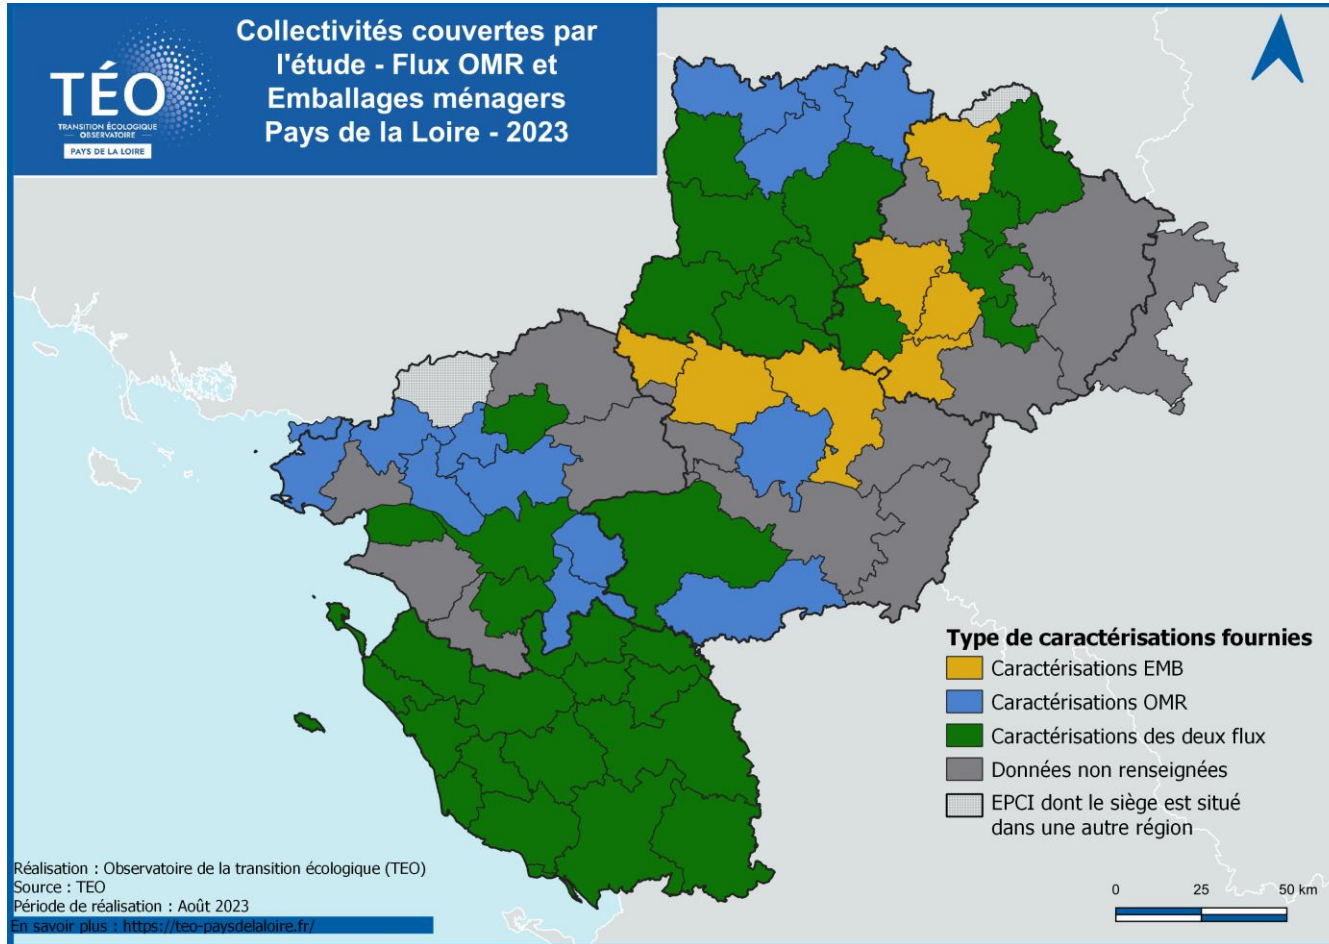 TÉO
TRANSITION ÉCOLOGIQUE
OBSERVATOIRE
PAYS DE LA LOIRE
Collectivités couvertes par
l'étude - Flux OMR et
Emballages ménagers
Pays de la Loire - 2023
Type de caractérisations fournies
Caractérisations EMB
Caractérisations OMR
Caractérisations des deux flux
Données non renseignées
EPCI dont le siège est situé
dans une autre région
Réalisation : Observatoire de la transition écologique (TEO)
Source : TEO
Période de réalisation : Août 2023
En savoir plus : https://teo-paysdelaloire.fr/
0 25 50 km